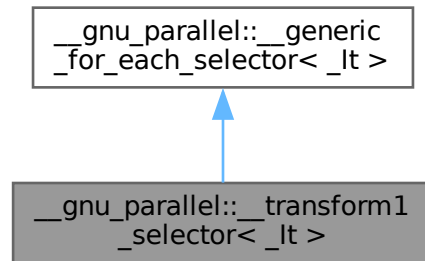 __gnu_parallel::__generic
_for_each_selector< _It >
__gnu_parallel::__transform1
_selector< _It >